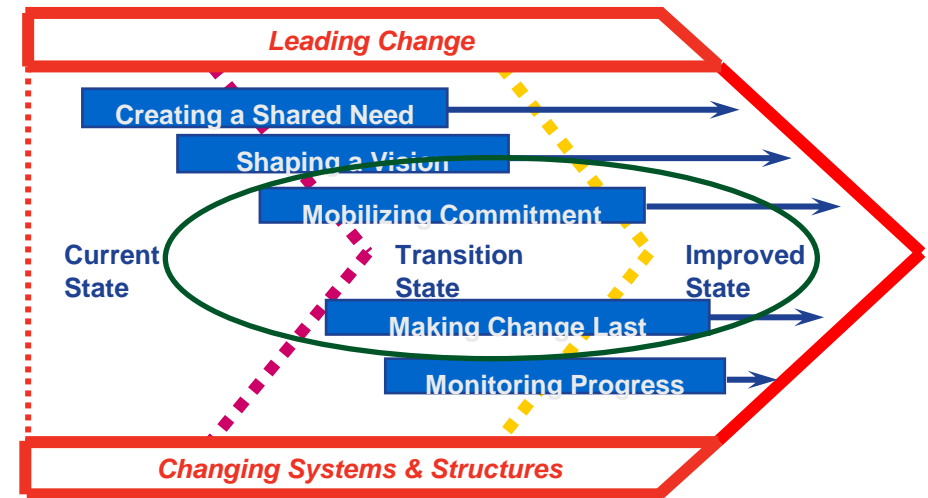 Leading Change
Creating a Shared Need
Shaping a Vision
Mobilizing Commitment
Current
State
Transition
State
Improved
State
Making Change Last
Monitoring Progress
Changing Systems & Structures